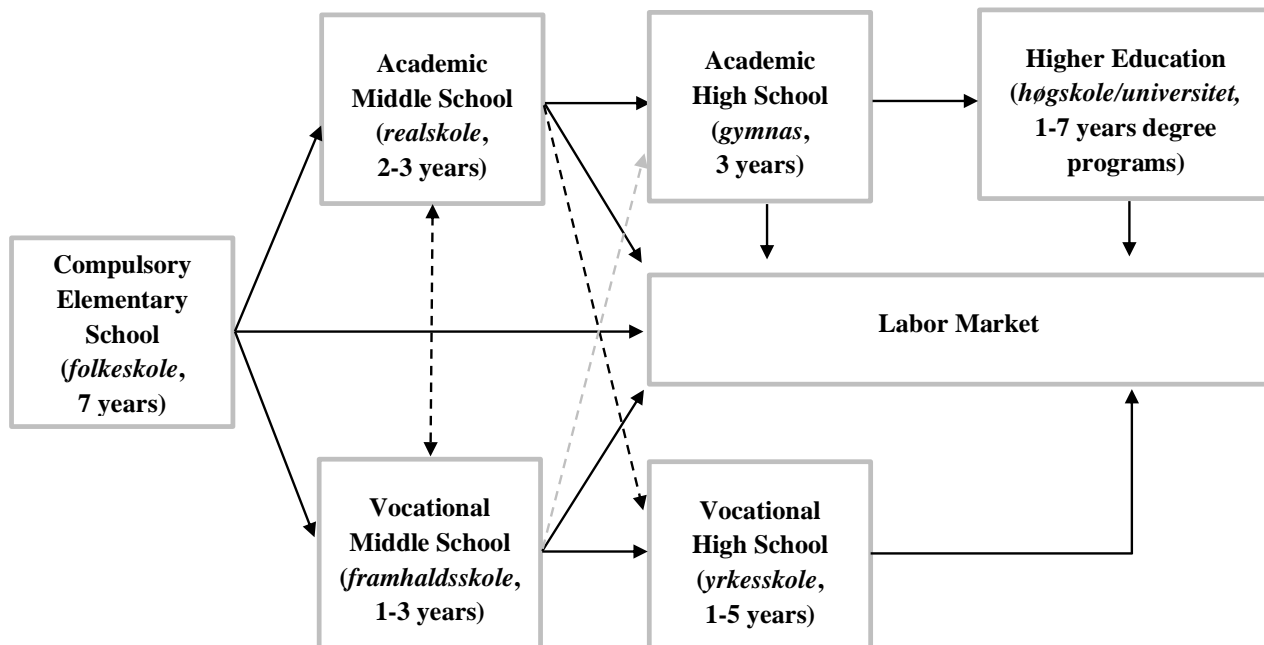 Academic
Middle School
(realskole,
2-3 years)
Academic
High School
(gymnas,
3 years)
Higher Education
(høgskole/universitet,
1-7 years degree
programs)
Compulsory
Elementary
School
(folkeskole,
7 years)
Labor Market
Vocational
Middle School
(framhaldsskole,
1-3 years)
Vocational
High School
(yrkesskole,
1-5 years)